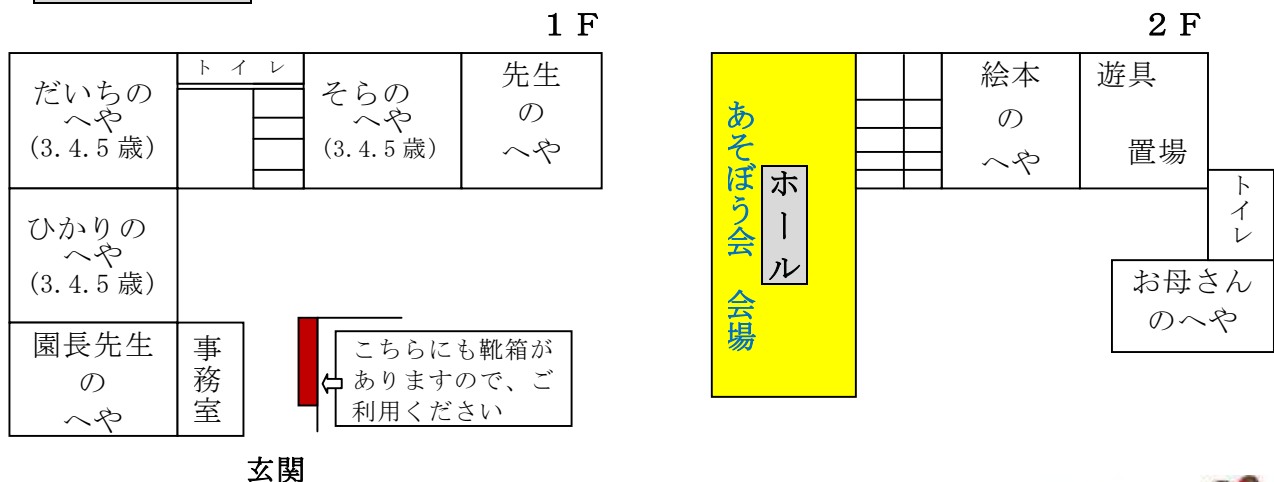 1F
だいちの
へや
(3.4.5歳)
トイレ
そらの
へや
(3.4.5歳)
先生
の
へや
ひかりの
へや
(3.4.5歳)
園長先生
の
へや
事務室
こちらにも靴箱が
ありますので、ご
利用ください
玄関
2F
あそぼう会 会場
ホール
絵本
の
へや
遊具
置場
トイレ
お母さん
のへや